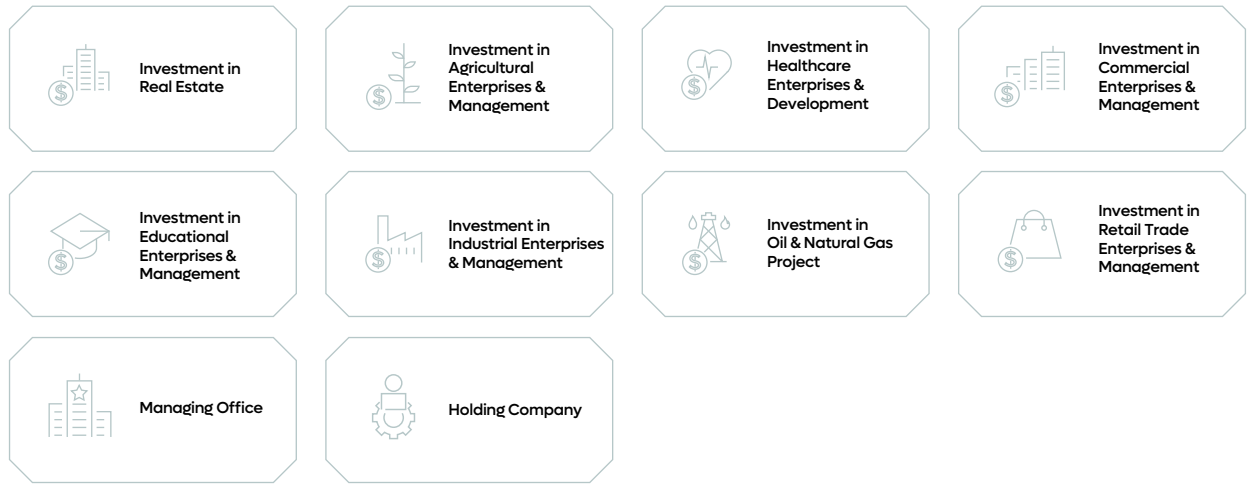 Investment in
Real Estate
Investment in
Agricultural
Enterprises &
Management
Investment in
Healthcare
Enterprises &
Development
Investment in
Commercial
Enterprises &
Management
Investment in
Educational
Enterprises &
Management
Investment in
Industrial Enterprises
& Management
Investment in
Oil & Natural Gas
Project
Investment in
Retail Trade
Enterprises &
Management
Managing Office
Holding Company